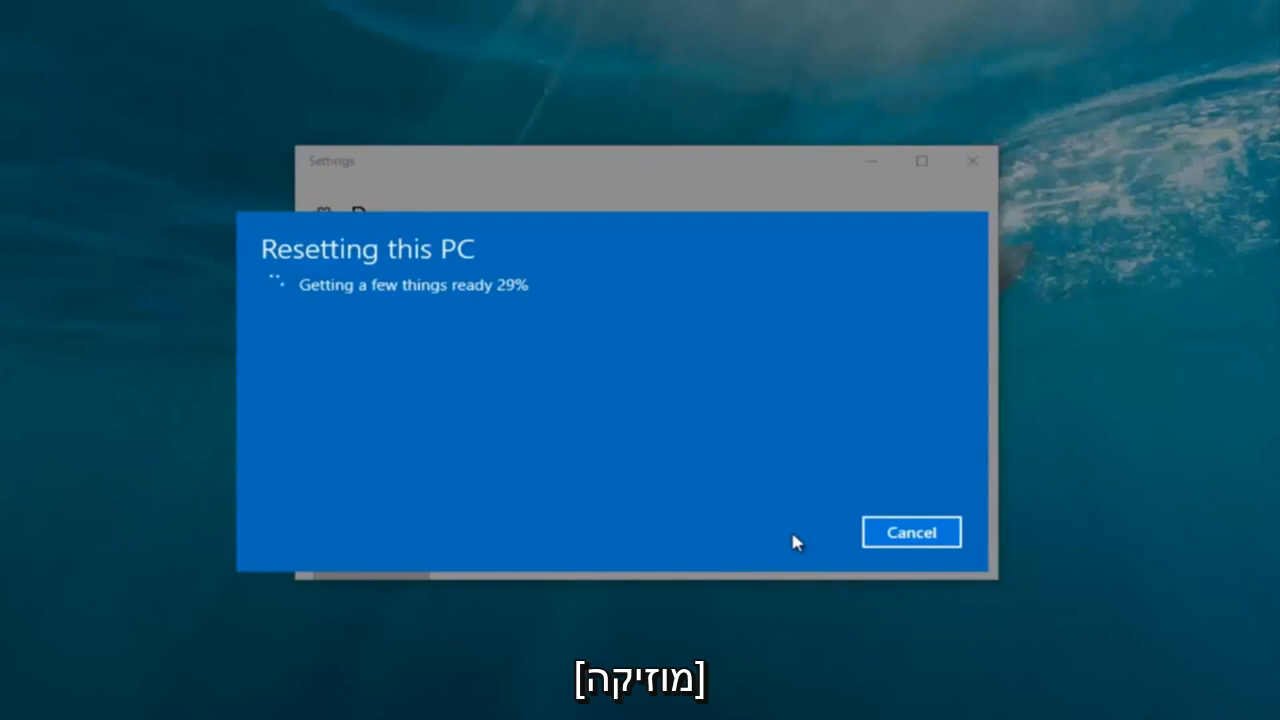 Settings
Resetting this PC
Getting a few things ready 29%
Cancel
[מוזיקה]